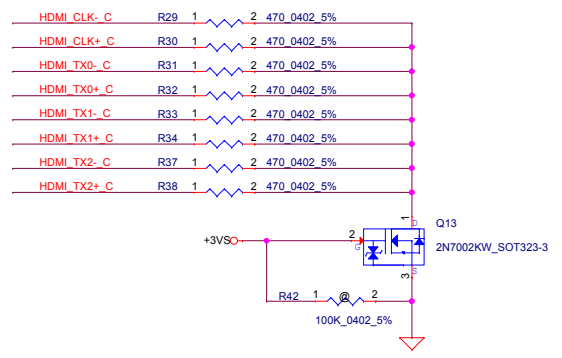 HDMI_CLK-_C R29 1 2 470_0402_5%
HDMI_CLK+_C R30 1 2 470_0402_5%
HDMI_TX0-_C R31 1 2 470_0402_5%
HDMI_TX0+_C R32 1 2 470_0402_5%
HDMI_TX1-_C R33 1 2 470_0402_5%
HDMI_TX1+_C R34 1 2 470_0402_5%
HDMI_TX2-_C R37 1 2 470_0402_5%
HDMI_TX2+_C R38 1 2 470_0402_5%
1 D Q13
+3VS 2 G 2N7002KW_SOT323-3
3 S
R42 1 @ 2
100K_0402_5%